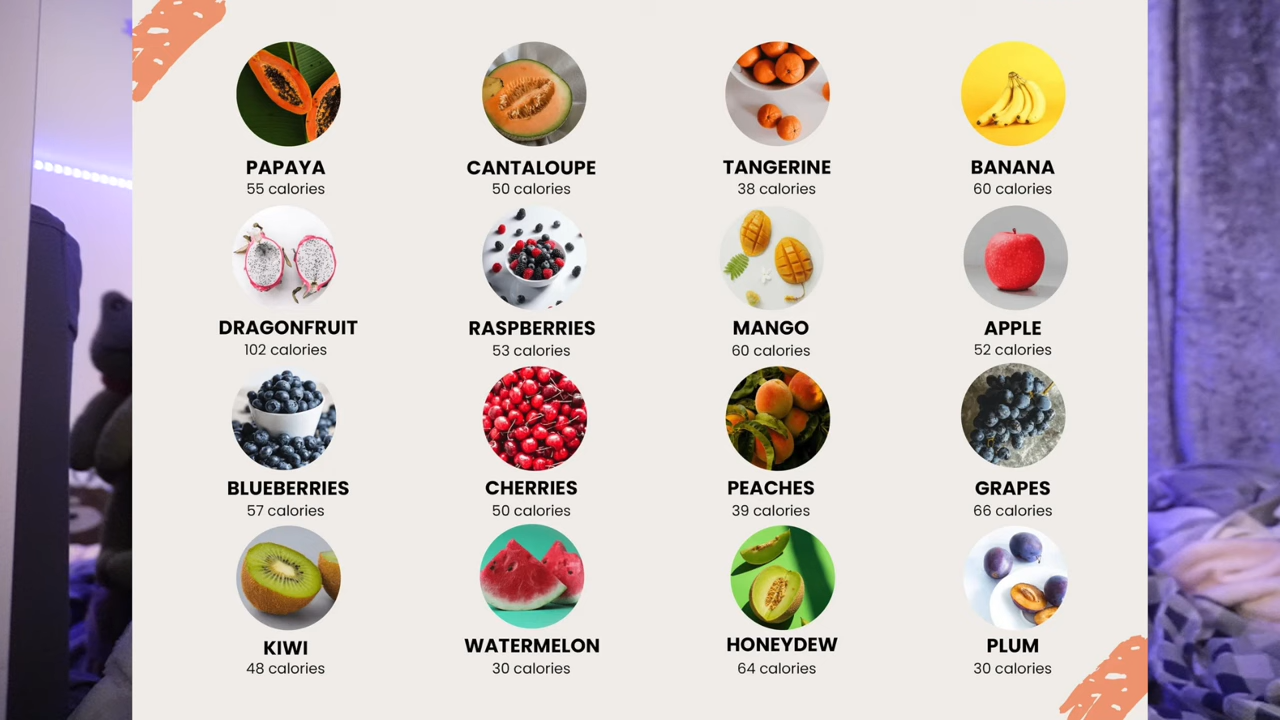 PAPAYA
55 calories
CANTALOUPE
50 calories
TANGERINE
38 calories
BANANA
60 calories
DRAGONFRUIT
102 calories
RASPBERRIES
53 calories
MANGO
60 calories
APPLE
52 calories
BLUEBERRIES
57 calories
CHERRIES
50 calories
PEACHES
39 calories
GRAPES
66 calories
KIWI
48 calories
WATERMELON
30 calories
HONEYDEW
64 calories
PLUM
30 calories